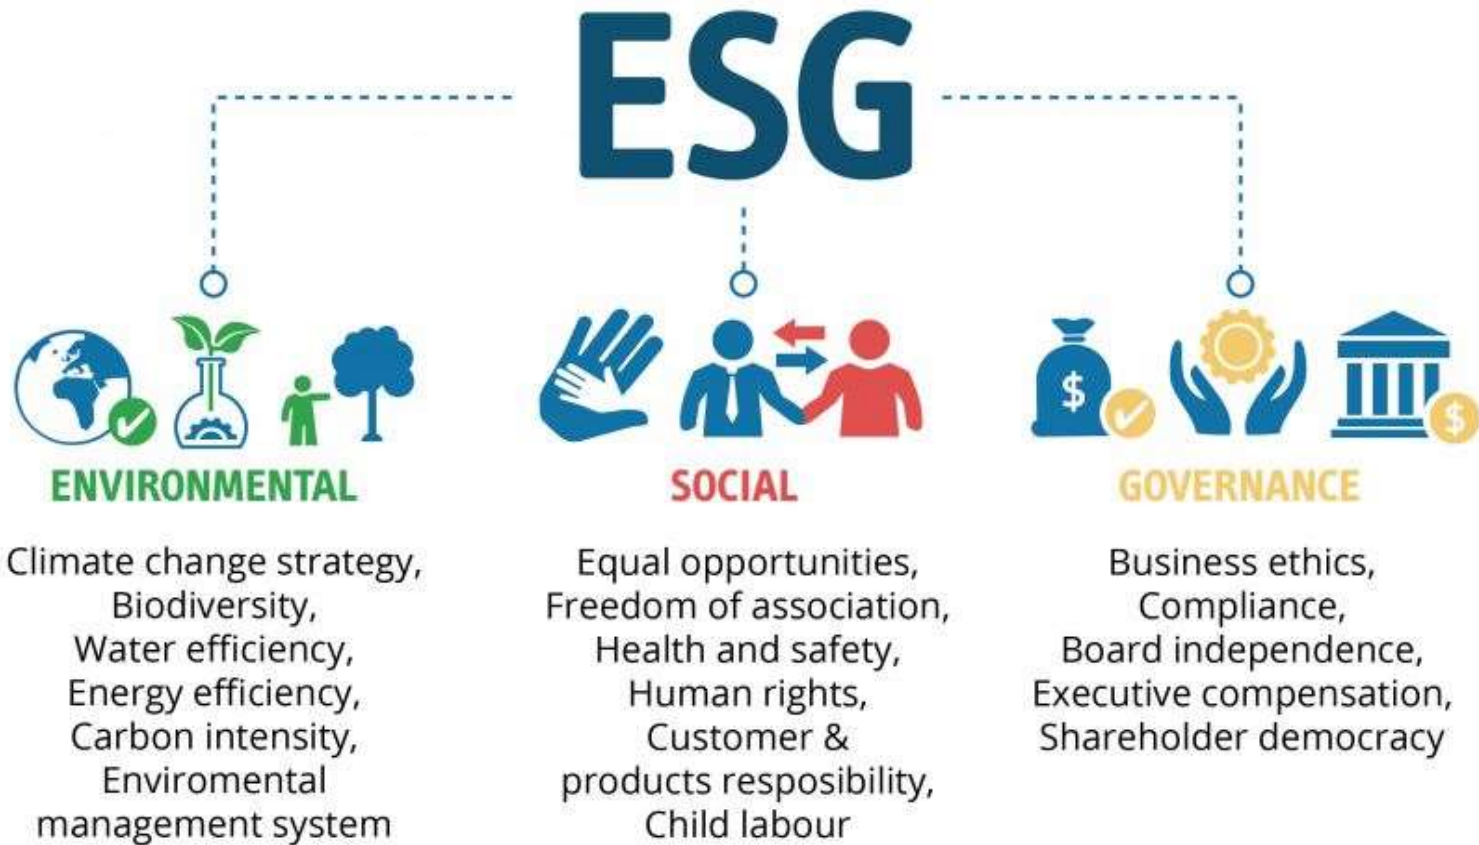 ESG
ENVIRONMENTAL
Climate change strategy,
Biodiversity,
Water efficiency,
Energy efficiency,
Carbon intensity,
Enviromental
management system
SOCIAL
Equal opportunities,
Freedom of association,
Health and safety,
Human rights,
Customer &
products resposibility,
Child labour
$
$
GOVERNANCE
Business ethics,
Compliance,
Board independence,
Executive compensation,
Shareholder democracy